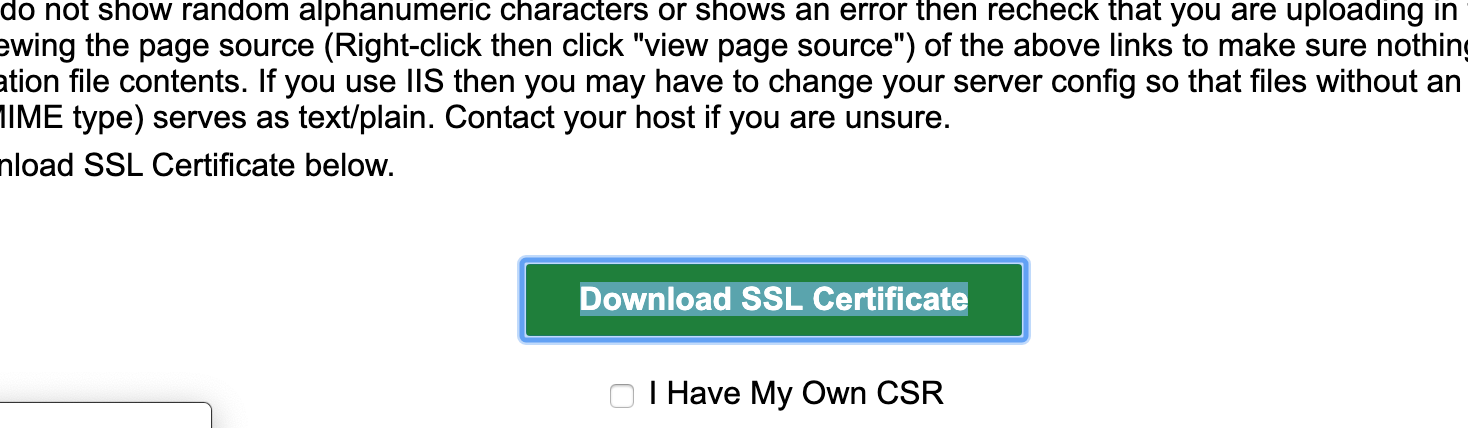 do not show random alphanumeric characters or shows an error then recheck that you are uploading in
ewing the page source (Right-click then click "view page source") of the above links to make sure nothing
ation file contents. If you use IIS then you may have to change your server config so that files without an
MIME type) serves as text/plain. Contact your host if you are unsure.
nload SSL Certificate below.
Download SSL Certificate
I Have My Own CSR